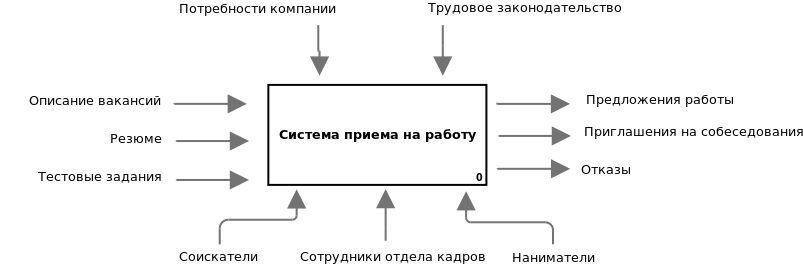 Потребности компании
Трудовое законодательство
Описание вакансий
Резюме
Тестовые задания
Система приема на работу
0
Предложения работы
Приглашения на собеседования
Отказы
Соискатели
Сотрудники отдела кадров
Наниматели